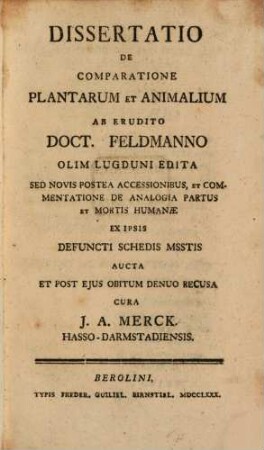 DISSERTATIO
DE
COMPARATIONE
PLANTARUM ET ANIMALIUM
AB ERUDITO
DOCT. FELDMANNO
OLIM LUGDUNI EDITA
SED NOVIS POSTEA ACCESSIONIBUS, ET COM-
MENTATIONE DE ANALOGIA PARTUS
ET MORTIS HUMANÆ
EX IPSIS
DEFUNCTI SCHEDIS MSSTIS
AUCTA
ET POST EJUS OBITUM DENUO RECUSA
CURA
J. A. MERCK.
HASSO-DARMSTADIENSIS.
BEROLINI,
TYPIS FREDER. GUILIEL. BIRNSTIEL. MDCCLXXX.